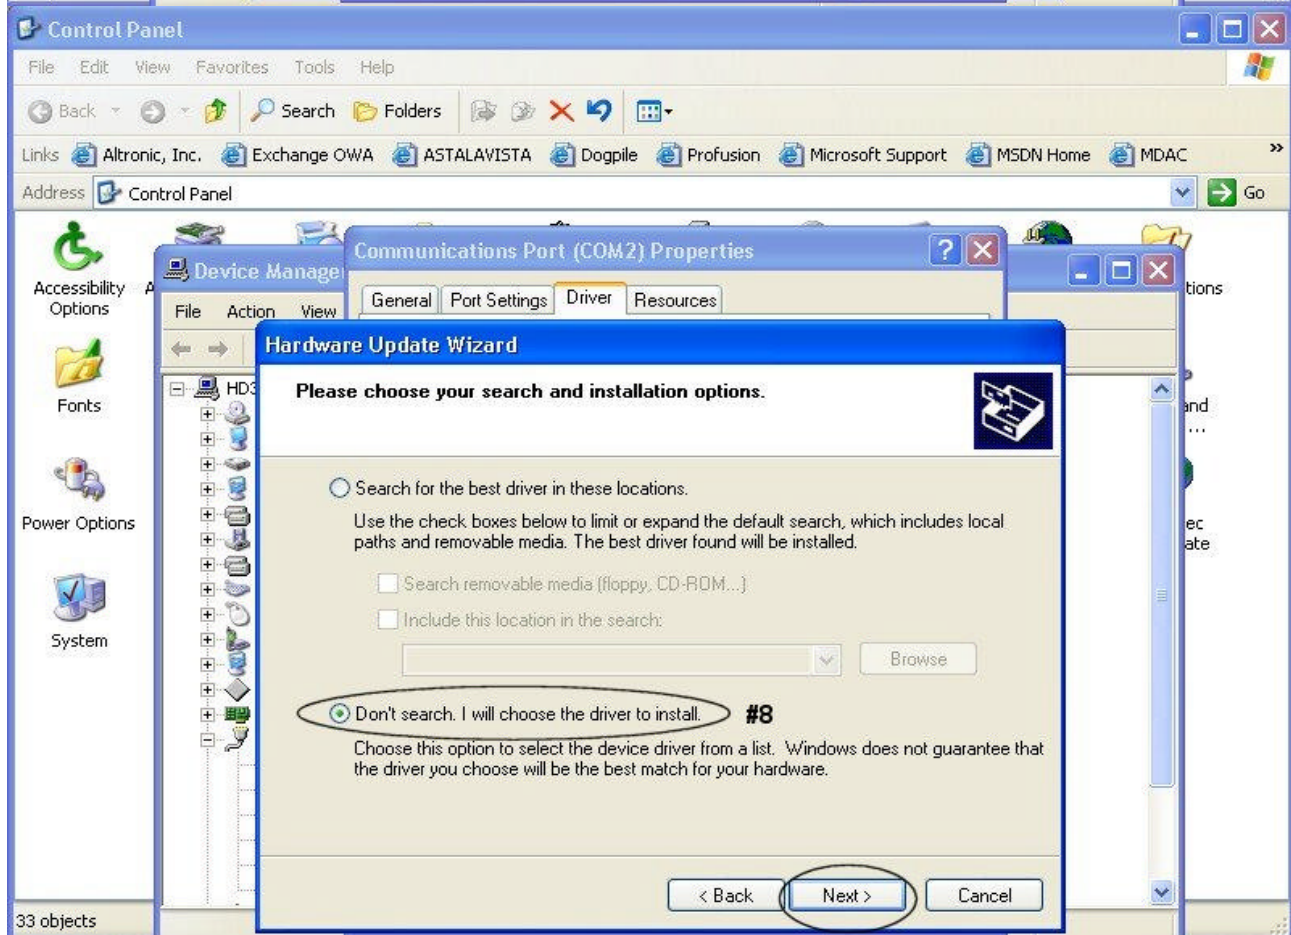 Control Panel
File Edit View Favorites Tools Help
Back Search Folders
Links Altronic, Inc. Exchange OWA ASTALAVISTA Dogpile Profusion Microsoft Support MSDN Home MDAC »
Address Control Panel Go
Communications Port (COM2) Properties
Device Manage
General Port Settings Driver Resources
File Action View
Accessibility
Options
tions
Hardware Update Wizard
HD3
Please choose your search and installation options.
Fonts
and
...
Search for the best driver in these locations.
Use the check boxes below to limit or expand the default search, which includes local
paths and removable media. The best driver found will be installed.
Power Options
ec
ate
Search removable media (floppy, CD-ROM...)
Include this location in the search:
System
Browse
Don't search. I will choose the driver to install. #8
Choose this option to select the device driver from a list. Windows does not guarantee that
the driver you choose will be the best match for your hardware.
< Back Next > Cancel
33 objects